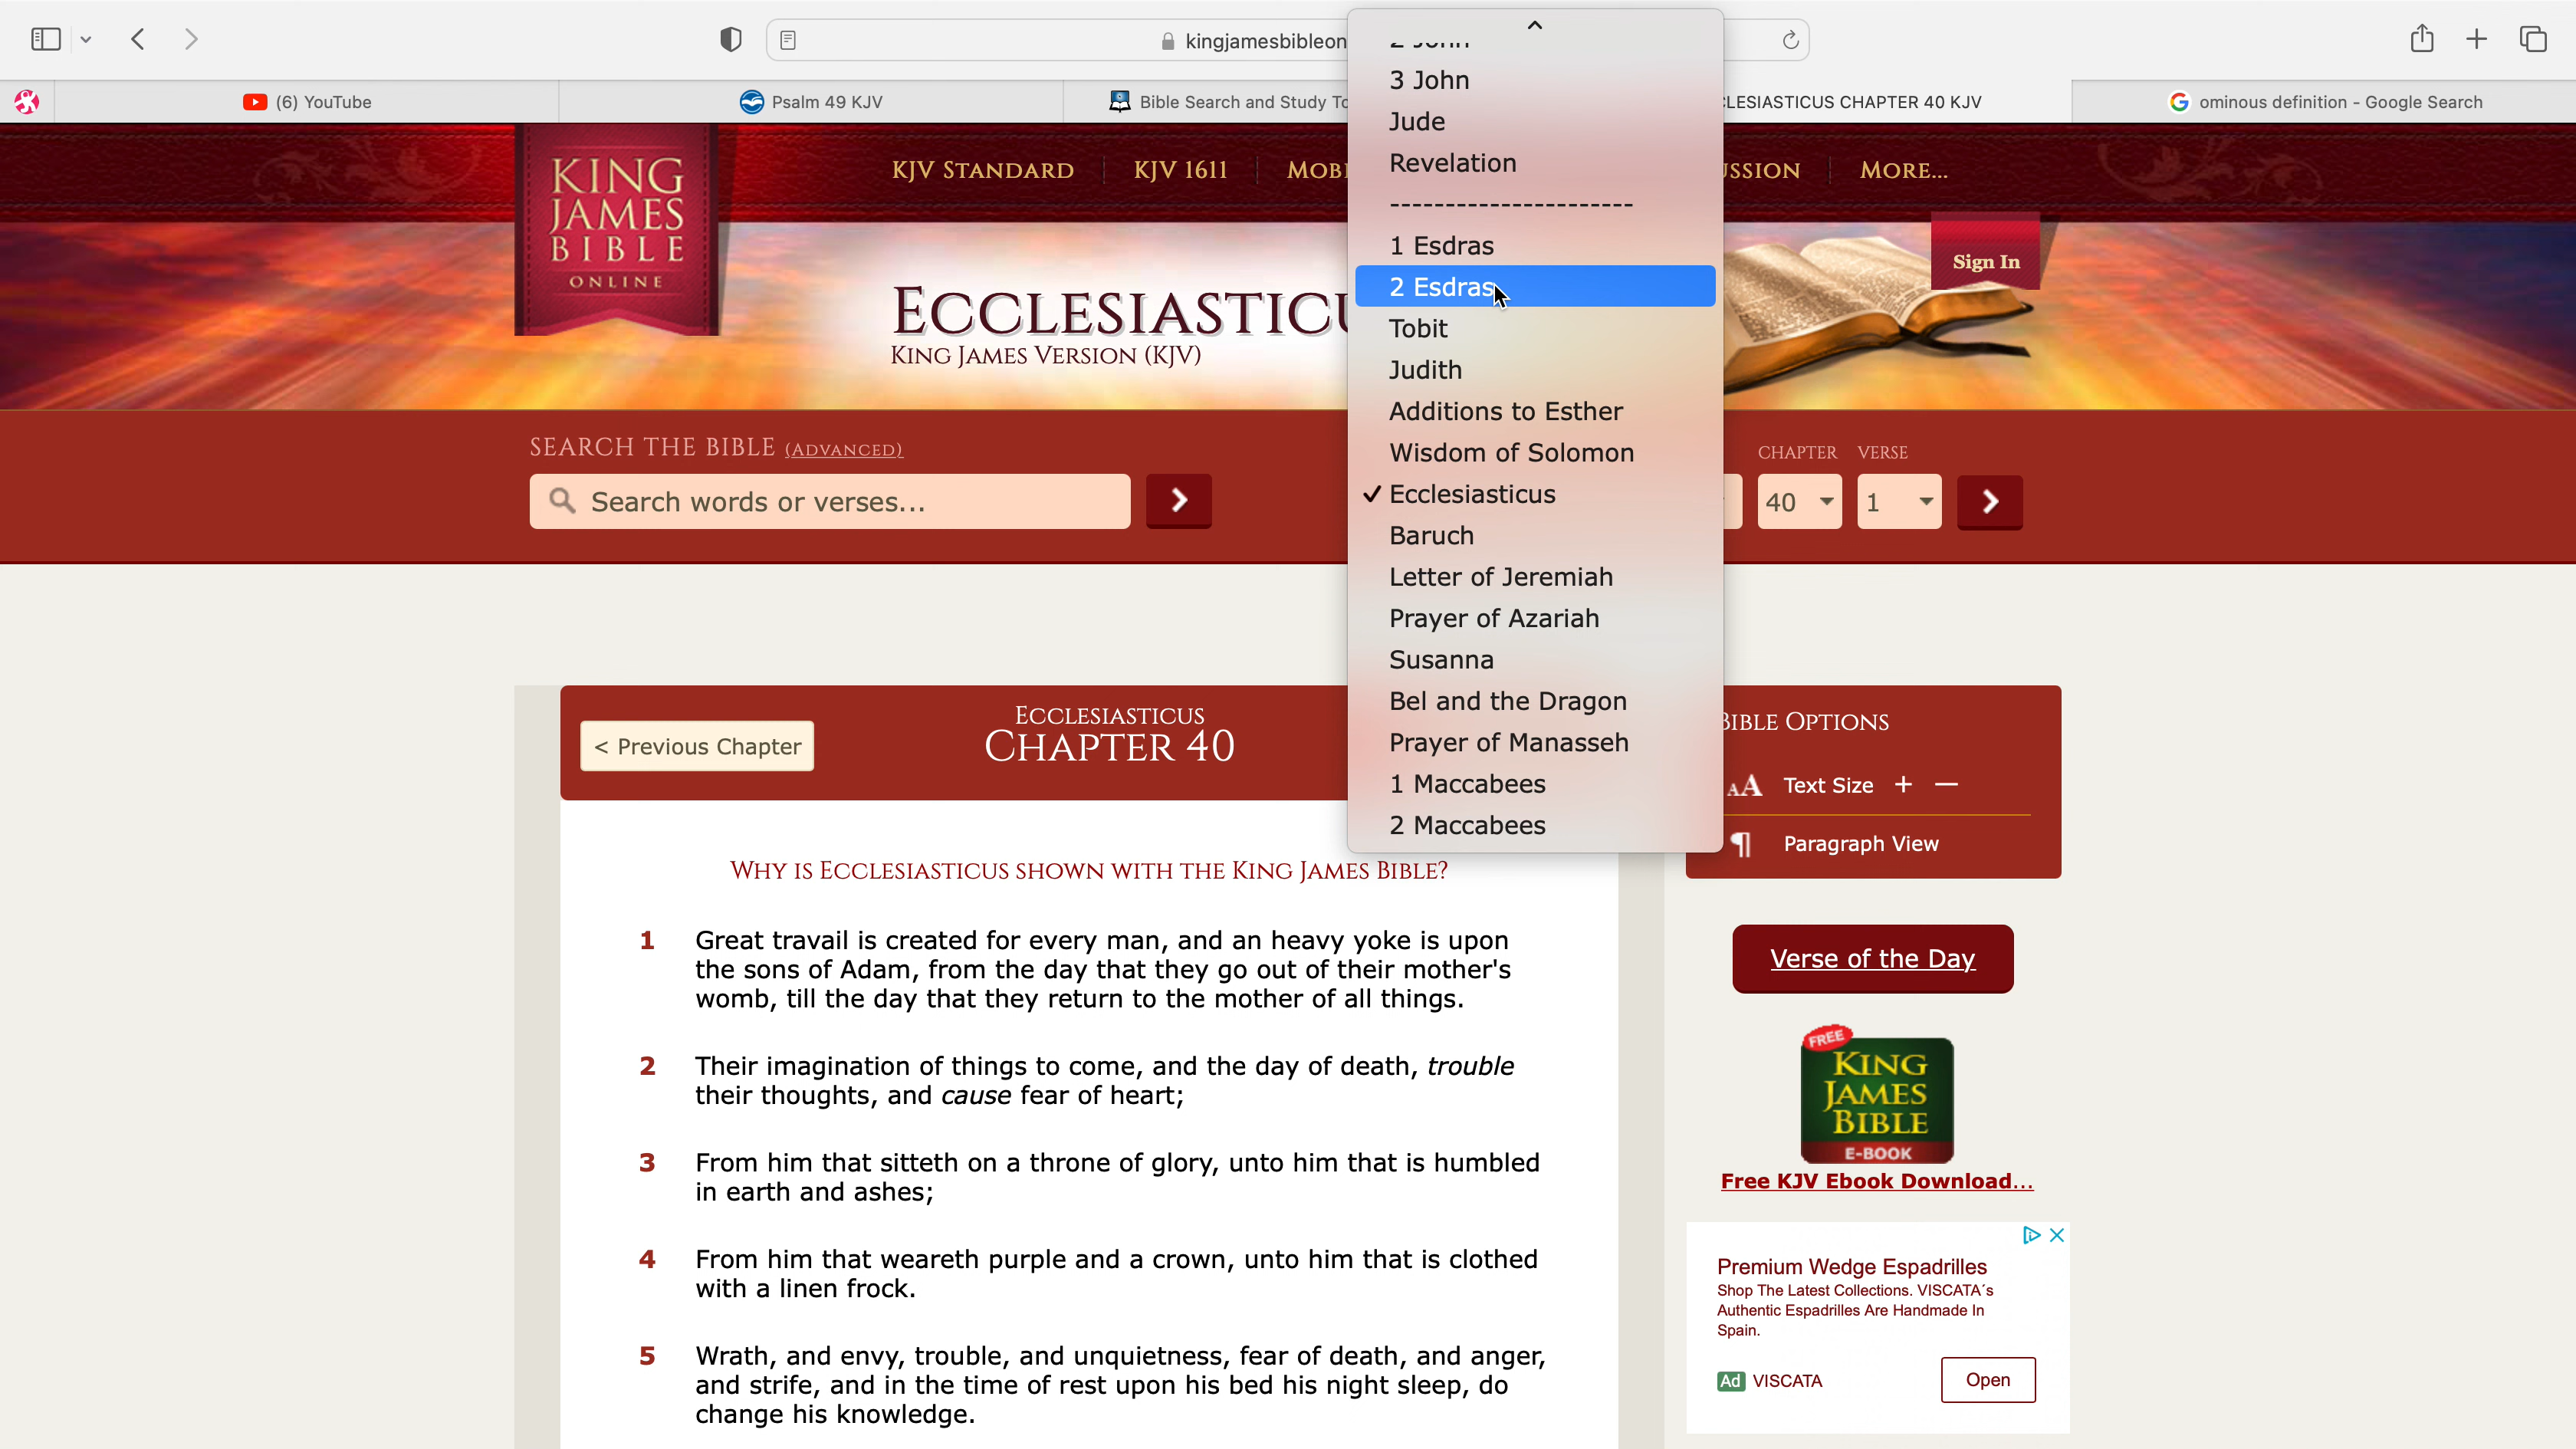 kingjamesbibleon
(6) YouTube
Psalm 49 KJV
Bible Search and Study To
CLESIASTICUS CHAPTER 40 KJV
ominous definition - Google Search
KING
JAMES
BIBLE
ONLINE
KJV STANDARD
KJV 1611
MOBI
USSION
MORE...
Sign In
ECCLESIASTICU
KING JAMES VERSION (KJV)
SEARCH THE BIBLE (ADVANCED)
Search words or verses...
CHAPTER
VERSE
40
1
2 John
3 John
Jude
Revelation
----------------------
1 Esdras
2 Esdras
Tobit
Judith
Additions to Esther
Wisdom of Solomon
✓ Ecclesiasticus
Baruch
Letter of Jeremiah
Prayer of Azariah
Susanna
Bel and the Dragon
Prayer of Manasseh
1 Maccabees
2 Maccabees
< Previous Chapter
ECCLESIASTICUS
CHAPTER 40
WHY IS ECCLESIASTICUS SHOWN WITH THE KING JAMES BIBLE?
1 Great travail is created for every man, and an heavy yoke is upon
the sons of Adam, from the day that they go out of their mother's
womb, till the day that they return to the mother of all things.
2 Their imagination of things to come, and the day of death, trouble
their thoughts, and cause fear of heart;
3 From him that sitteth on a throne of glory, unto him that is humbled
in earth and ashes;
4 From him that weareth purple and a crown, unto him that is clothed
with a linen frock.
5 Wrath, and envy, trouble, and unquietness, fear of death, and anger,
and strife, and in the time of rest upon his bed his night sleep, do
change his knowledge.
BIBLE OPTIONS
AA Text Size + —
¶ Paragraph View
Verse of the Day
FREE
KING
JAMES
BIBLE
E-BOOK
Free KJV Ebook Download...
Premium Wedge Espadrilles
Shop The Latest Collections. VISCATA´s
Authentic Espadrilles Are Handmade In
Spain.
Ad VISCATA
Open